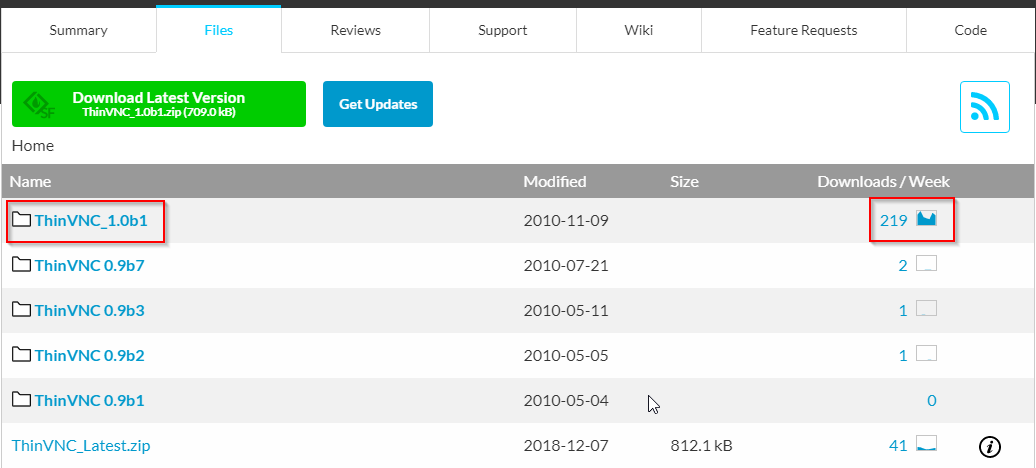 Summary Files Reviews Support Wiki Feature Requests Code
Download Latest Version
ThinVNC_1.0b1.zip (709.0 kB)
SF
Get Updates
Home
Name Modified Size Downloads / Week
ThinVNC_1.0b1 2010-11-09 219
ThinVNC 0.9b7 2010-07-21 2
ThinVNC 0.9b3 2010-05-11 1
ThinVNC 0.9b2 2010-05-05 1
ThinVNC 0.9b1 2010-05-04 0
ThinVNC_Latest.zip 2018-12-07 812.1 kB 41 i